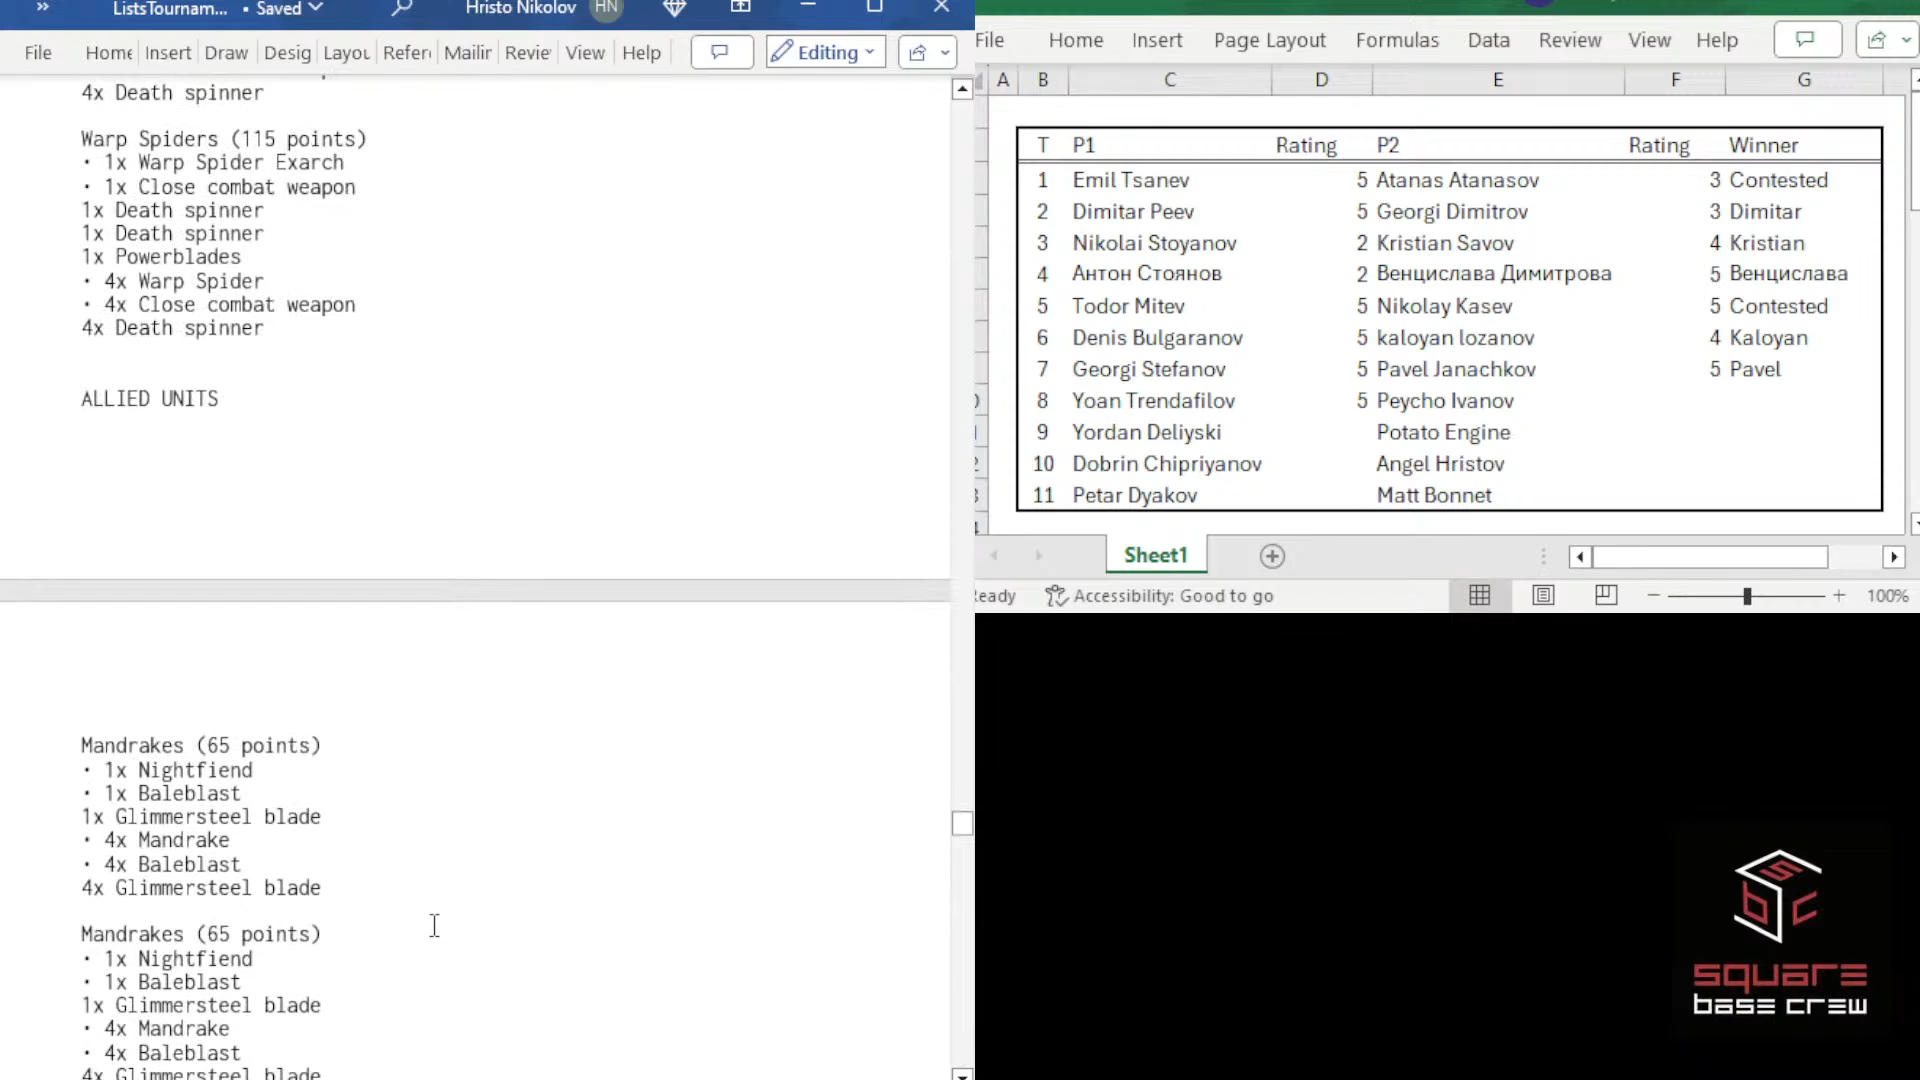 ListsTournam... • Saved
Hristo Nikolov HN
File Home Insert Draw Desig Layou Refer Mailin Revie View Help Editing
4x Death spinner
Warp Spiders (115 points)
• 1x Warp Spider Exarch
• 1x Close combat weapon
1x Death spinner
1x Death spinner
1x Powerblades
• 4x Warp Spider
• 4x Close combat weapon
4x Death spinner
ALLIED UNITS
Mandrakes (65 points)
• 1x Nightfiend
• 1x Baleblast
1x Glimmersteel blade
• 4x Mandrake
• 4x Baleblast
4x Glimmersteel blade
Mandrakes (65 points)
• 1x Nightfiend
• 1x Baleblast
1x Glimmersteel blade
• 4x Mandrake
• 4x Baleblast
4x Glimmersteel blade
File Home Insert Page Layout Formulas Data Review View Help
A B C D E F G
T P1 Rating P2 Rating Winner
1 Emil Tsanev 5 Atanas Atanasov 3 Contested
2 Dimitar Peev 5 Georgi Dimitrov 3 Dimitar
3 Nikolai Stoyanov 2 Kristian Savov 4 Kristian
4 Антон Стоянов 2 Венцислава Димитрова 5 Венцислава
5 Todor Mitev 5 Nikolay Kasev 5 Contested
6 Denis Bulgaranov 5 kaloyan lozanov 4 Kaloyan
7 Georgi Stefanov 5 Pavel Janachkov 5 Pavel
8 Yoan Trendafilov 5 Peycho Ivanov
9 Yordan Deliyski Potato Engine
10 Dobrin Chipriyanov Angel Hristov
11 Petar Dyakov Matt Bonnet
Sheet1
Ready Accessibility: Good to go 100%
sbc
square
base crew